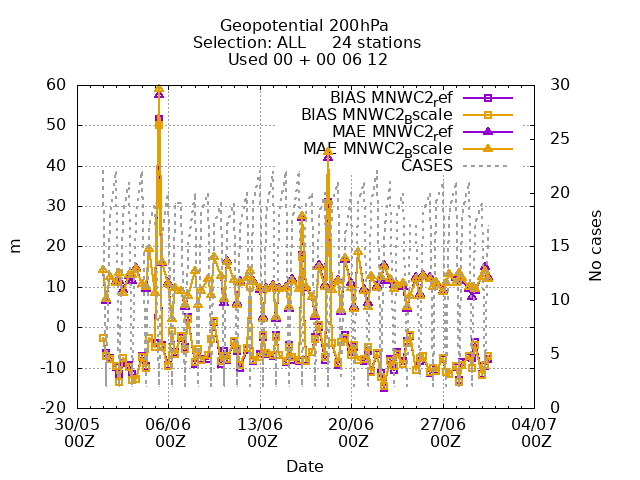 Geopotential 200hPa
Selection: ALL     24 stations
Used 00 + 00 06 12
BIAS MNWC2_ref
BIAS MNWC2_Bscale
MAE MNWC2_ref
MAE MNWC2_Bscale
CASES
60
50
40
30
20
10
0
-10
-20
m
30
25
20
15
10
5
0
No cases
30/05 06/06 13/06 20/06 27/06 04/07
00Z 00Z 00Z 00Z 00Z 00Z
Date